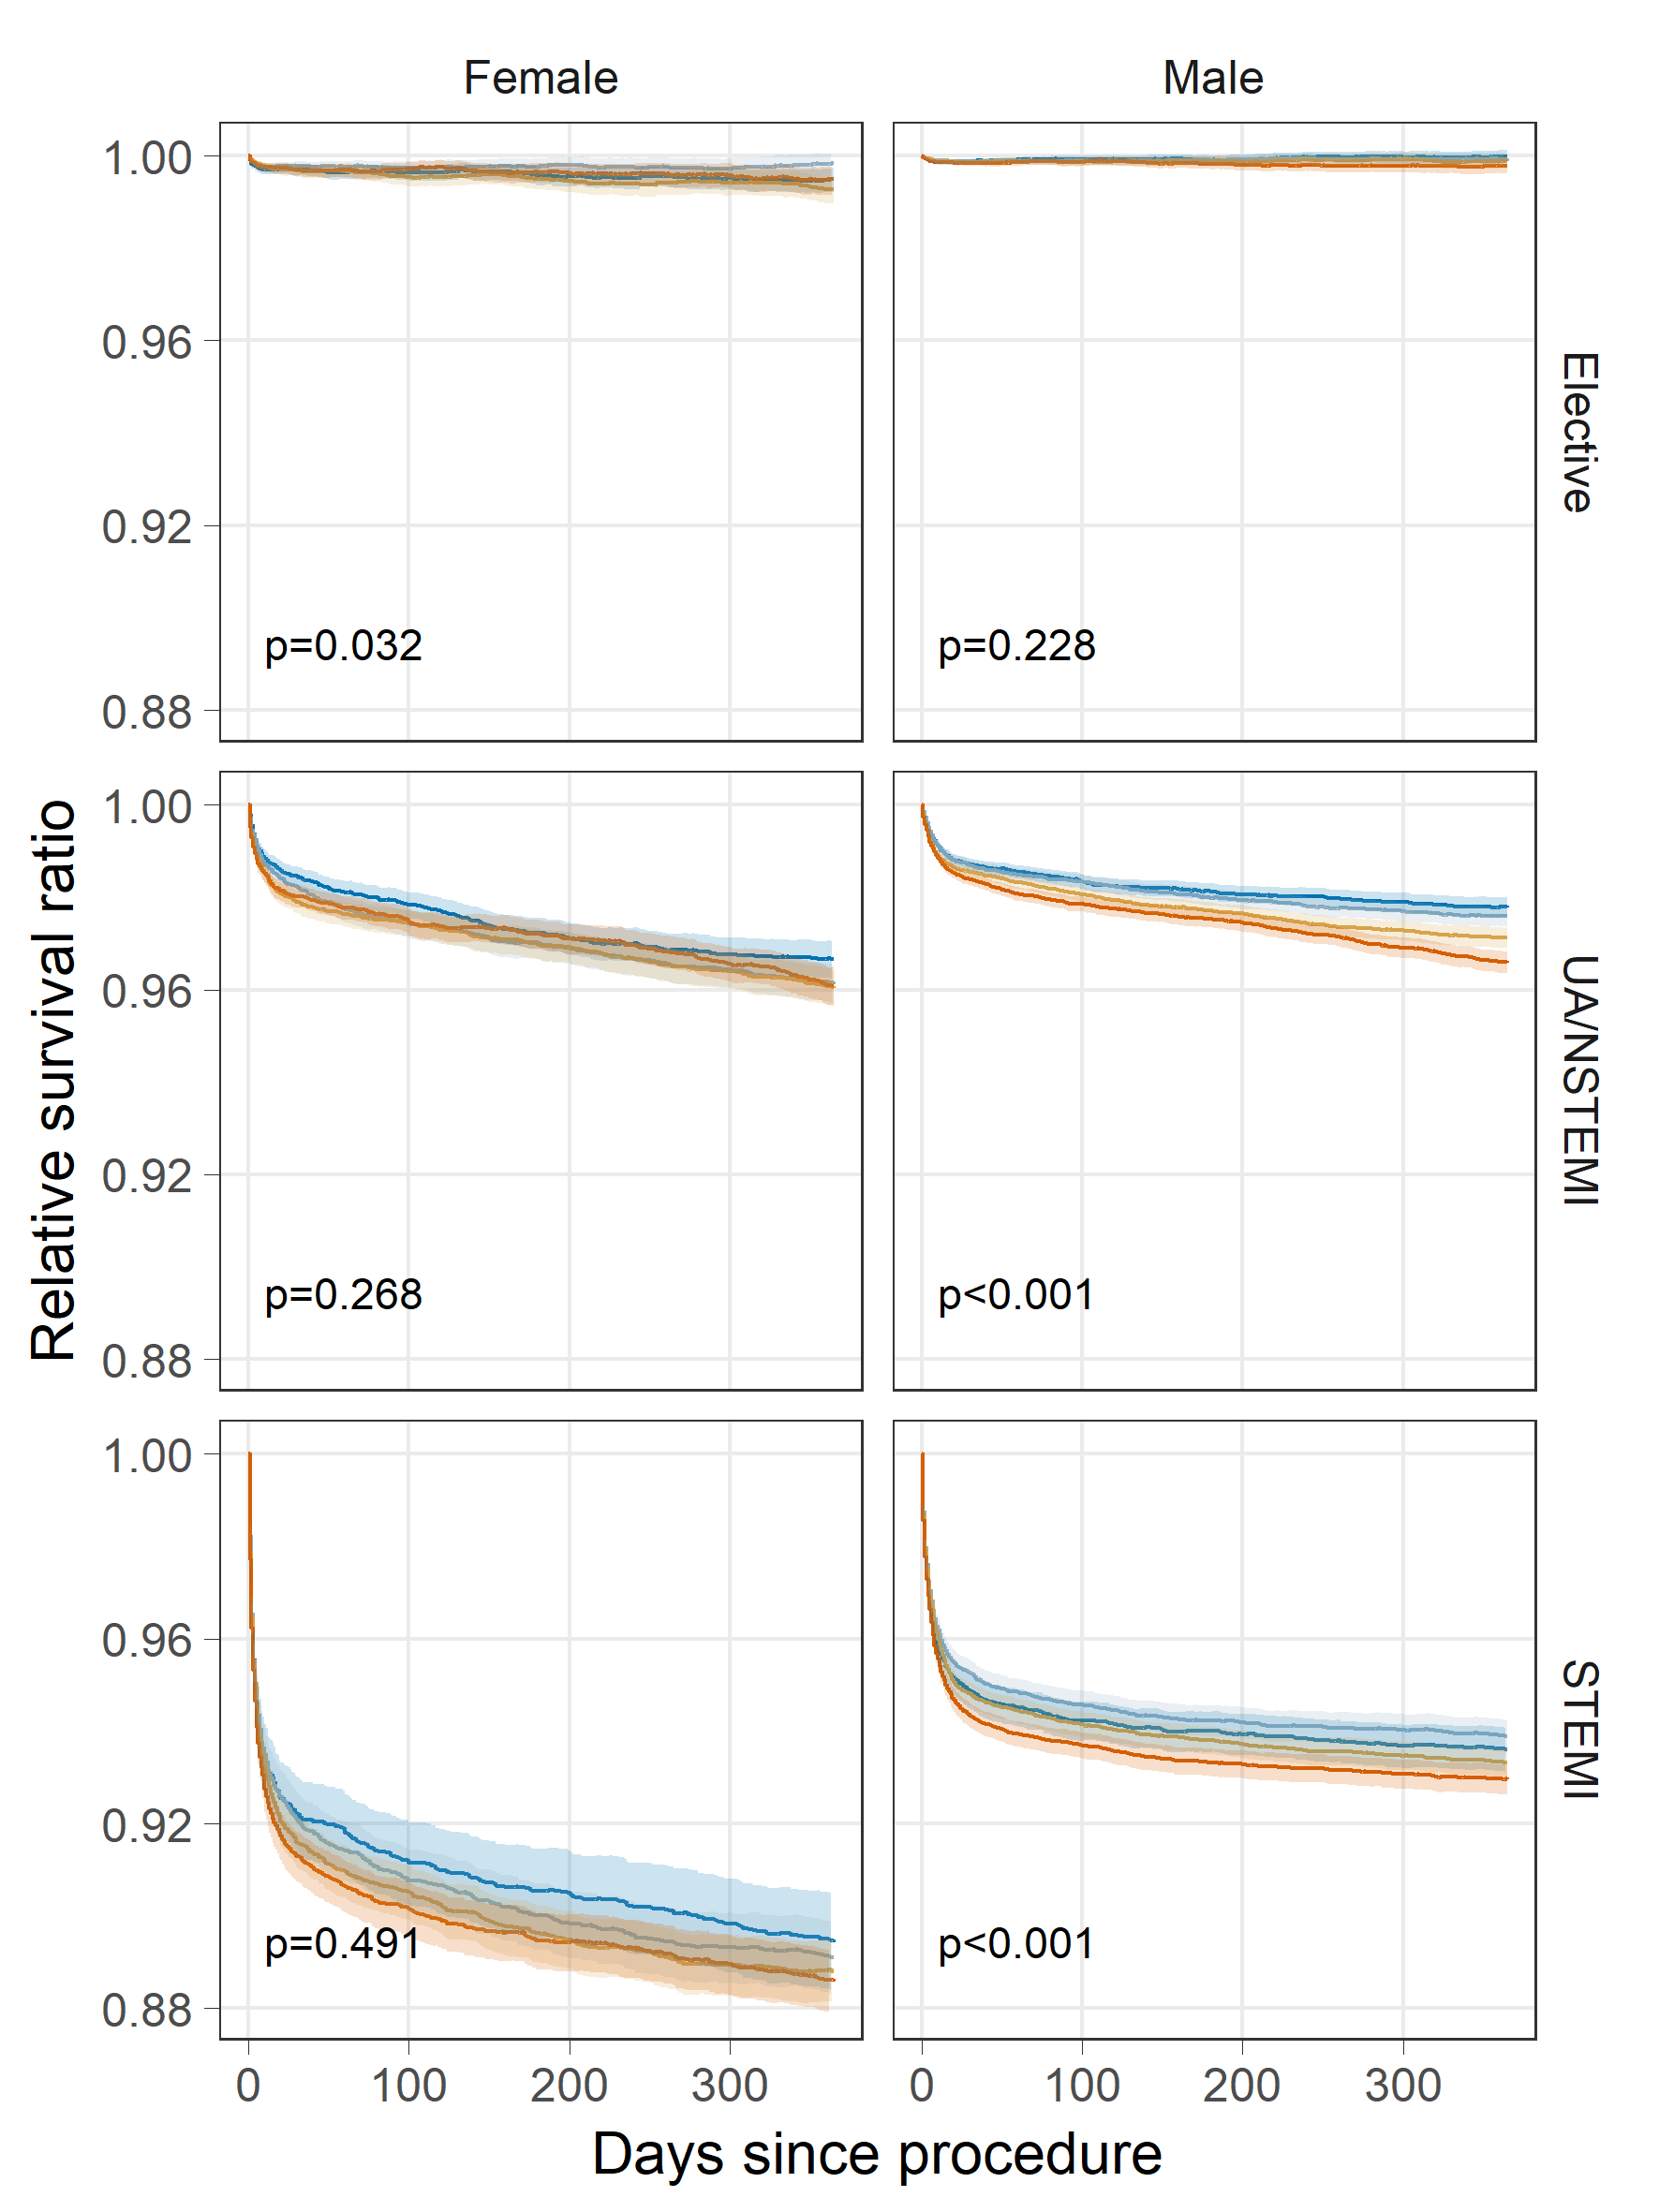 Female
Male
1.00
0.96
0.92
0.88
p=0.032
p=0.228
Elective
1.00
0.96
0.92
0.88
p=0.268
p<0.001
UA/NSTEMI
Relative survival ratio
1.00
0.96
0.92
0.88
p=0.491
p<0.001
STEMI
0 100 200 300
0 100 200 300
Days since procedure